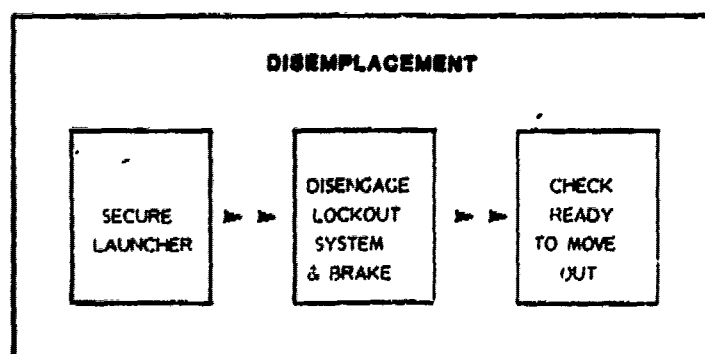 DISEMPLACEMENT
SECURE
LAUNCHER
DISENGAGE
LOCKOUT
SYSTEM
& BRAKE
CHECK
READY
TO MOVE
OUT